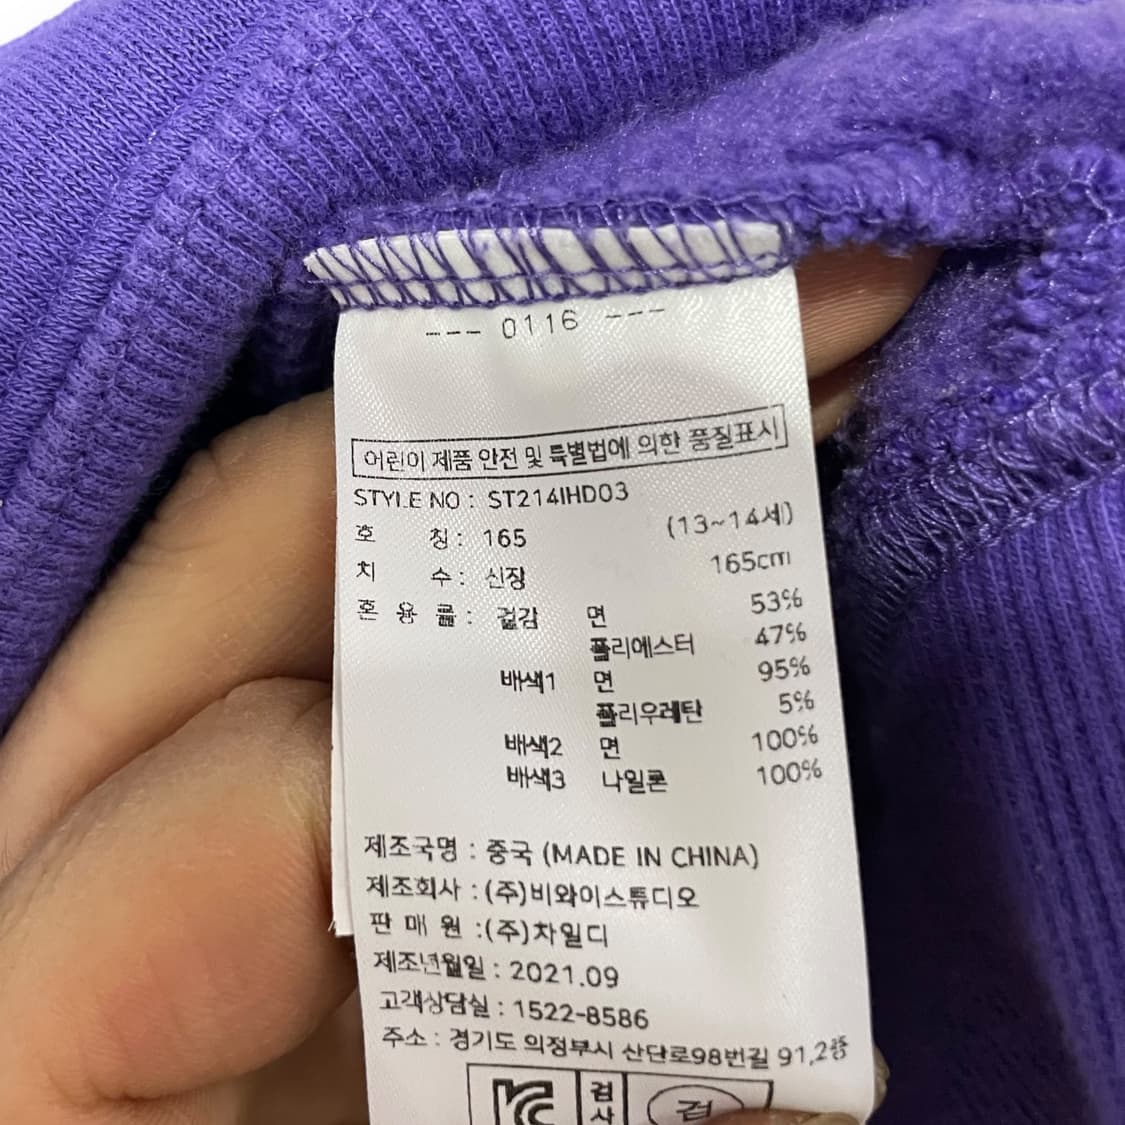 --- 0116 ---
어린이 제품 안전 및 특별법에 의한 품질표시
STYLE NO : ST214IHD03
호 칭 : 165 (13~14세)
치 수 : 신장 165cm
혼 용 률 : 겉감 면 53%
폴리에스터 47%
배색1 면 95%
폴리우레탄 5%
배색2 면 100%
배색3 나일론 100%
제조국명 : 중국 (MADE IN CHINA)
제조회사 : (주)비와이스튜디오
판 매 원 :(주)차일디
제조년월일 : 2021.09
고객상담실 : 1522-8586
주소 : 경기도 의정부시 산단로98번길 91,2층
KC 검사 검